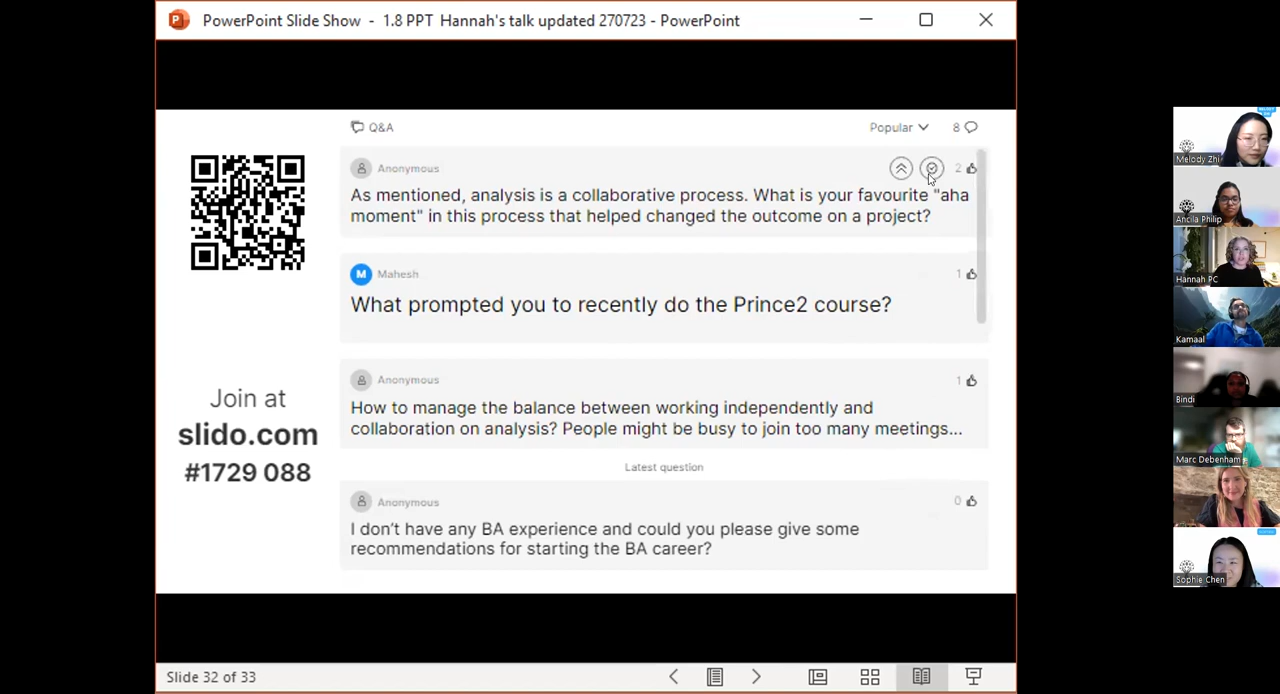 PowerPoint Slide Show - 1.8 PPT Hannah's talk updated 270723 - PowerPoint
Q&A
Popular
8
Anonymous
2
As mentioned, analysis is a collaborative process. What is your favourite "aha
moment" in this process that helped changed the outcome on a project?
M
Mahesh
1
What prompted you to recently do the Prince2 course?
Anonymous
1
How to manage the balance between working independently and
collaboration on analysis? People might be busy to join too many meetings...
Latest question
Anonymous
0
I don't have any BA experience and could you please give some
recommendations for starting the BA career?
Join at
slido.com
#1729 088
Slide 32 of 33
Melody Zhi
Ancila Philip
Hannah PC
Kamaal
Bindi
Marc Debenham
Sophie Chen